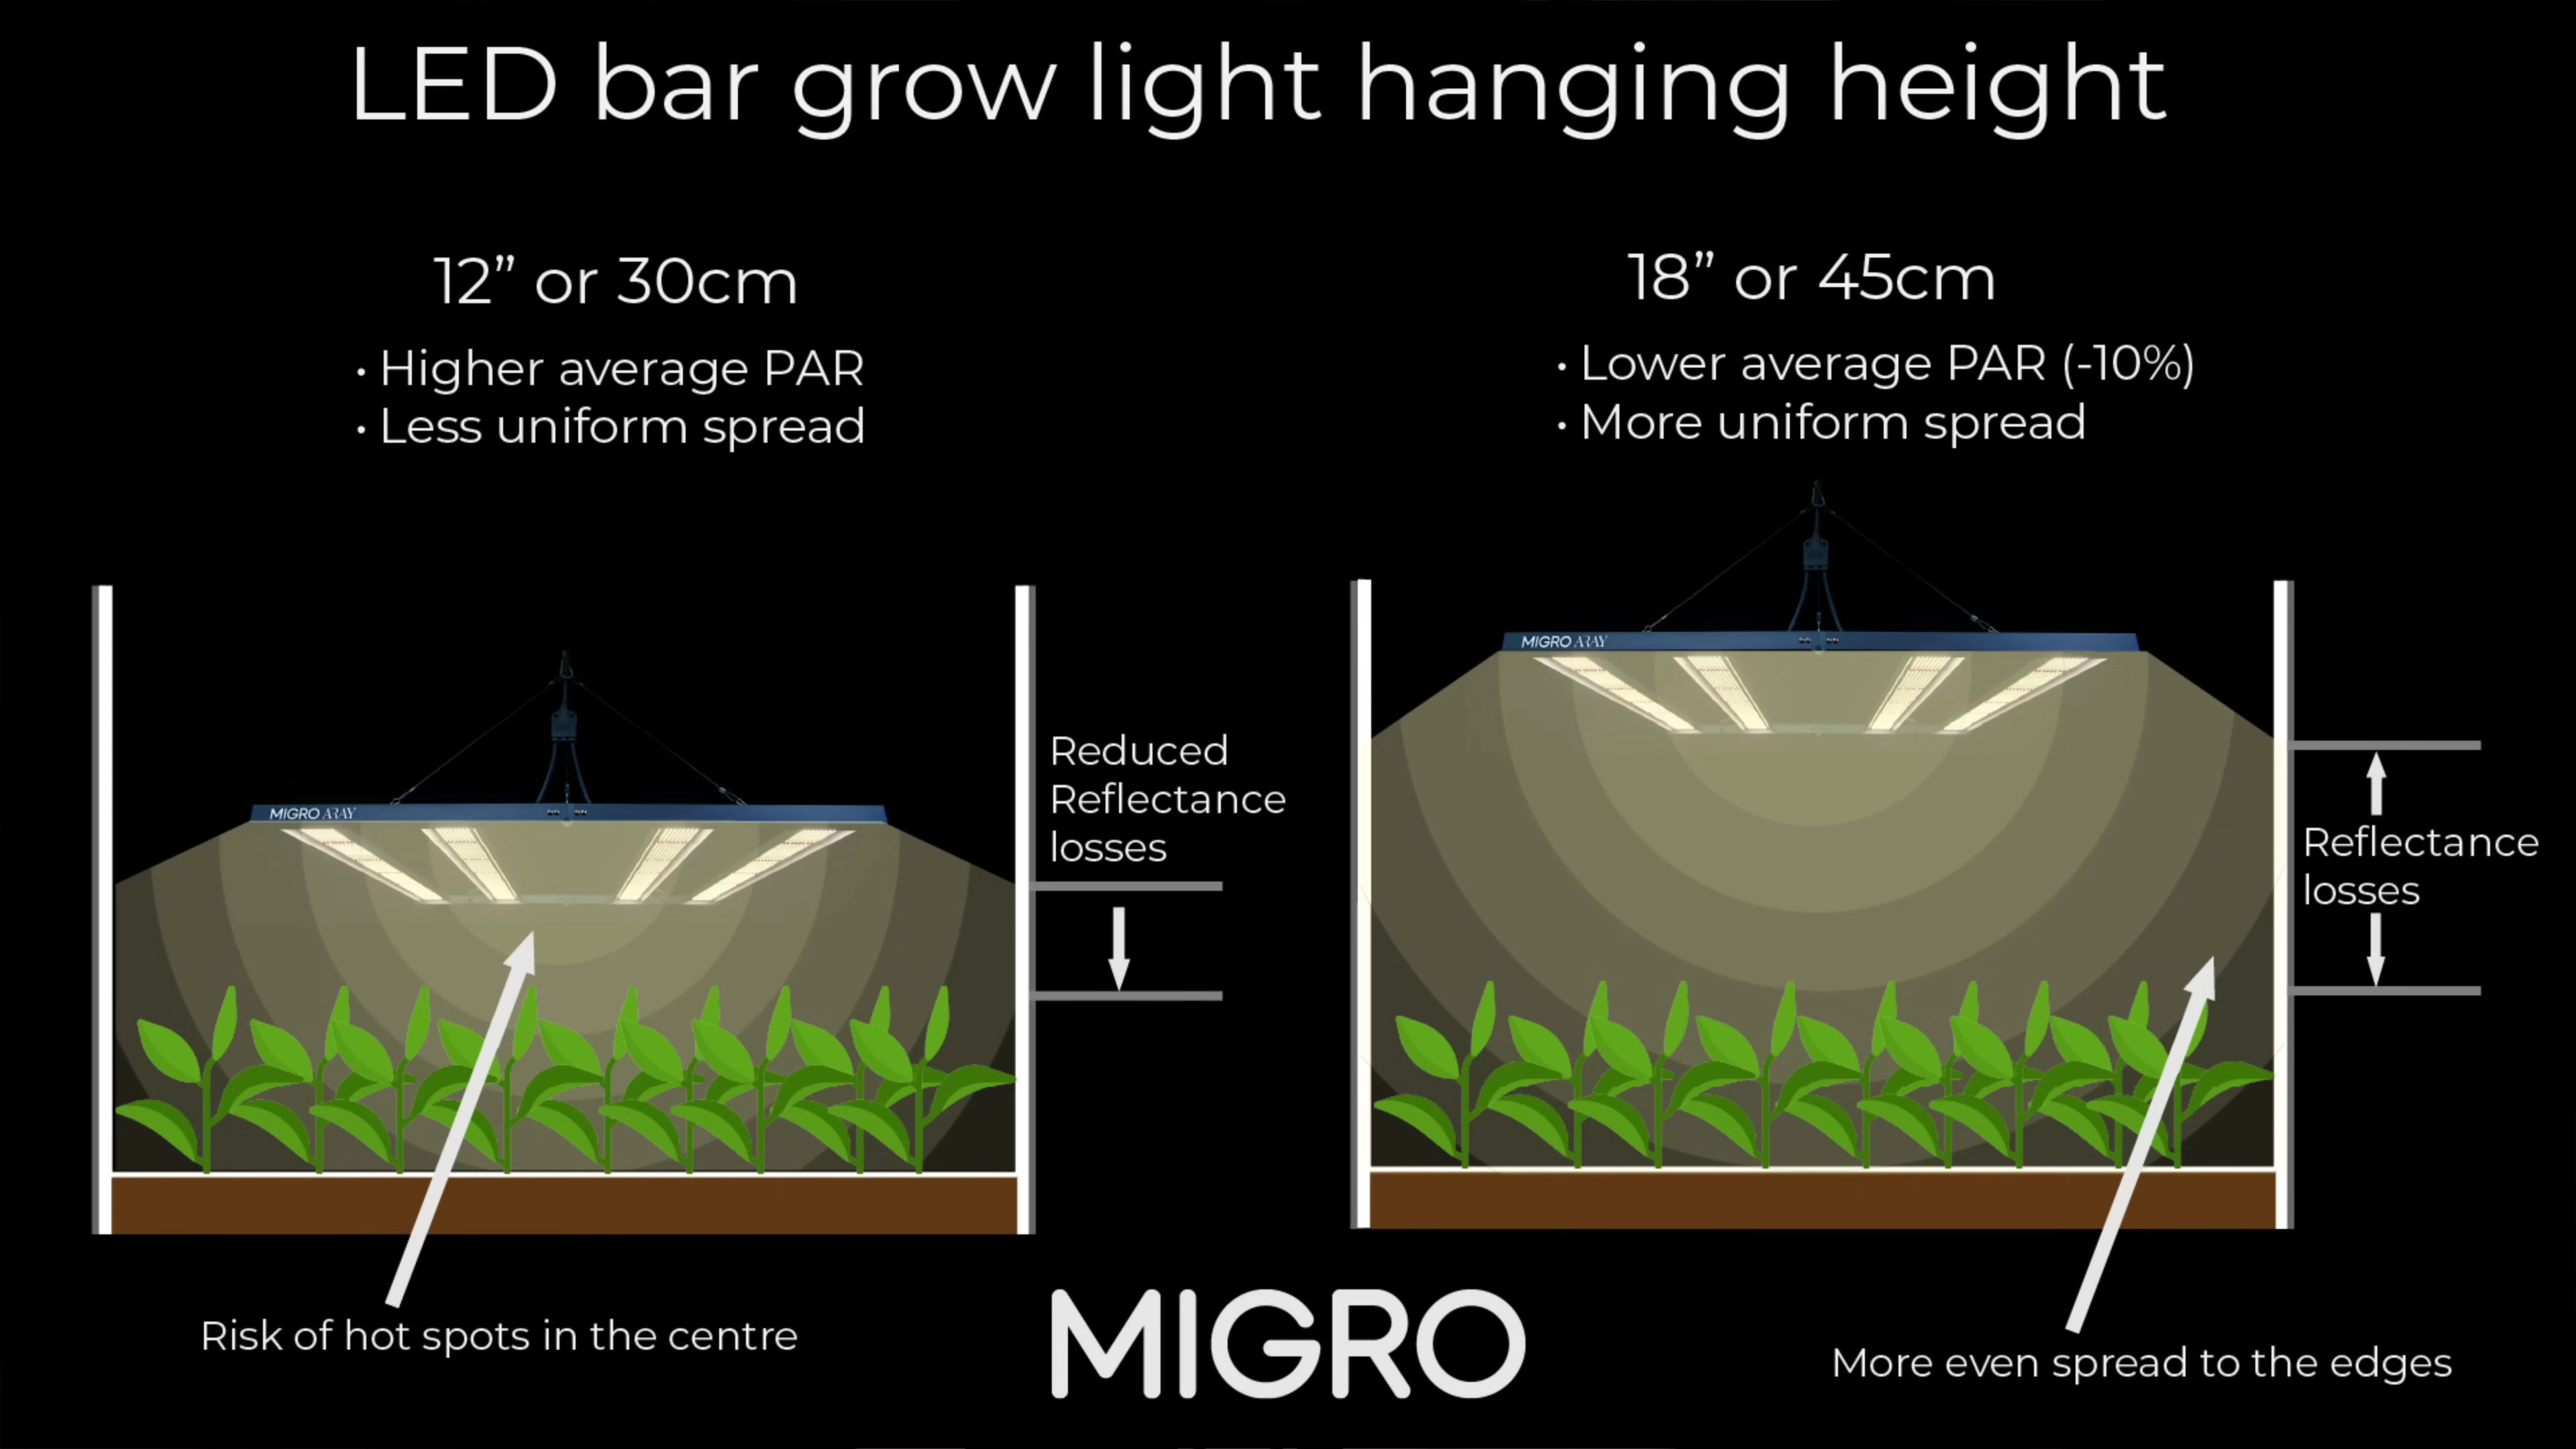 LED bar grow light hanging height
12” or 30cm
• Higher average PAR
• Less uniform spread
18” or 45cm
• Lower average PAR (-10%)
• More uniform spread
MIGRO ARAY
MIGRO ARAY
Reduced
Reflectance
losses
Reflectance
losses
Risk of hot spots in the centre
MIGRO
More even spread to the edges